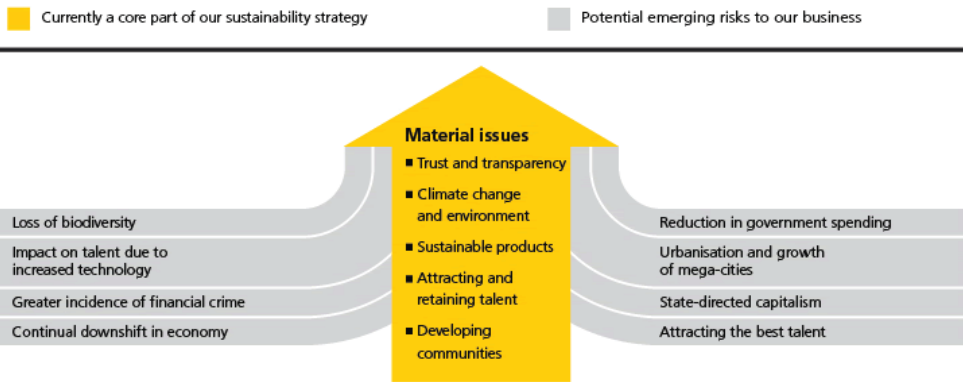 Currently a core part of our sustainability strategy
Potential emerging risks to our business
Material issues
▪ Trust and transparency
▪ Climate change
and environment
▪ Sustainable products
▪ Attracting and
retaining talent
▪ Developing
communities
Loss of biodiversity
Impact on talent due to
increased technology
Greater incidence of financial crime
Continual downshift in economy
Reduction in government spending
Urbanisation and growth
of mega-cities
State-directed capitalism
Attracting the best talent